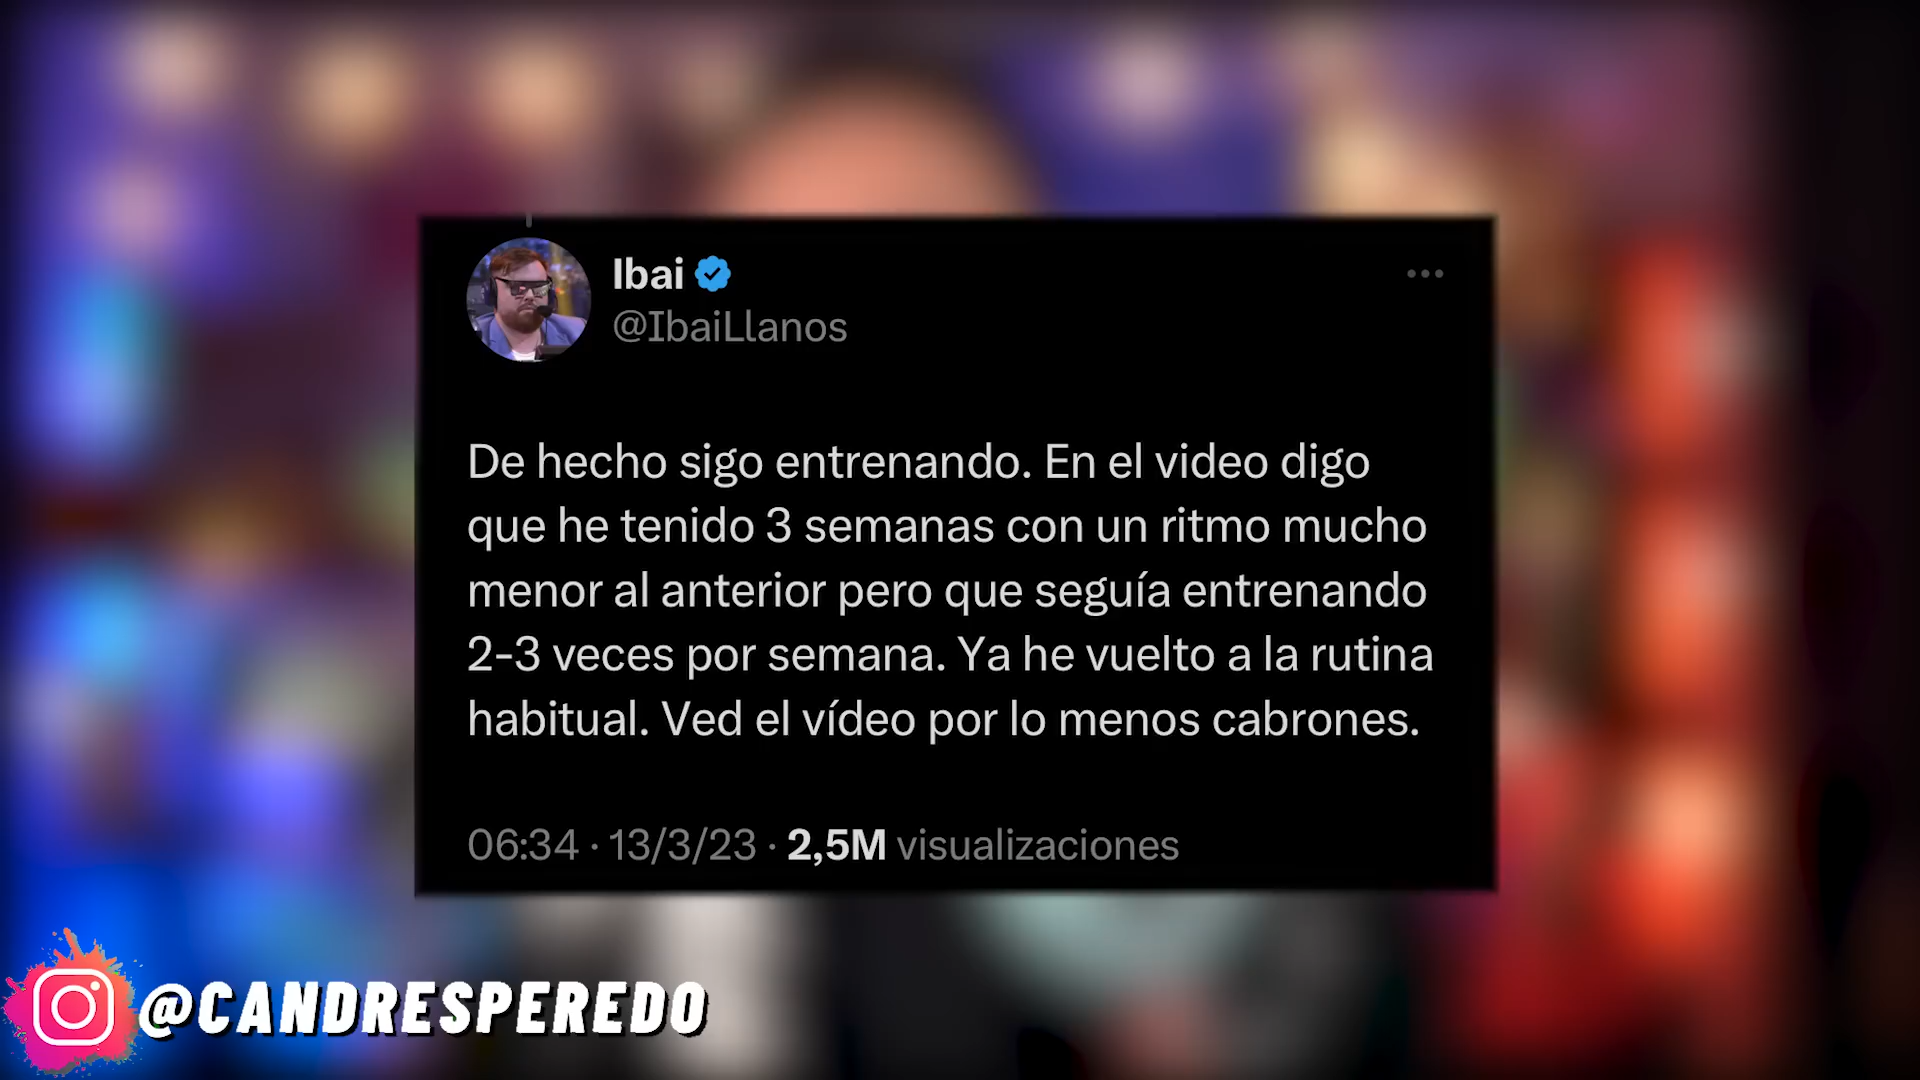 Ibai
@IbaiLlanos
De hecho sigo entrenando. En el video digo
que he tenido 3 semanas con un ritmo mucho
menor al anterior pero que seguía entrenando
2-3 veces por semana. Ya he vuelto a la rutina
habitual. Ved el vídeo por lo menos cabrones.
06:34 · 13/3/23 · 2,5M visualizaciones
@CANDRESPEREDO